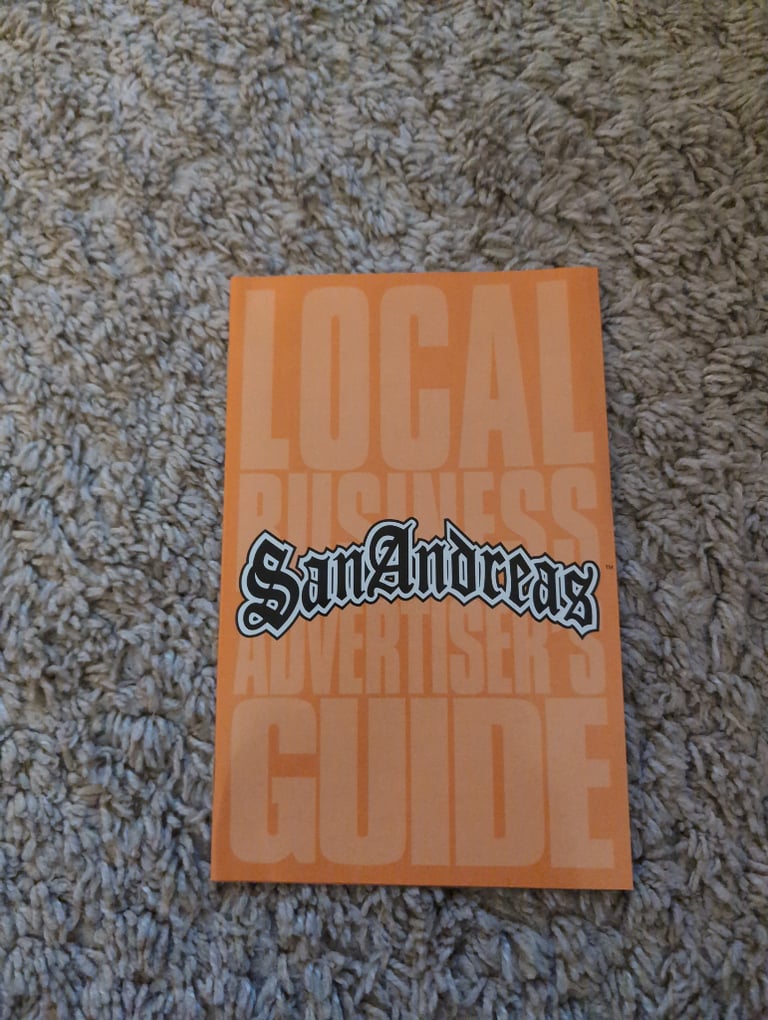 LOCAL
BUSINESS
SanAndreas™
ADVERTISER'S
GUIDE